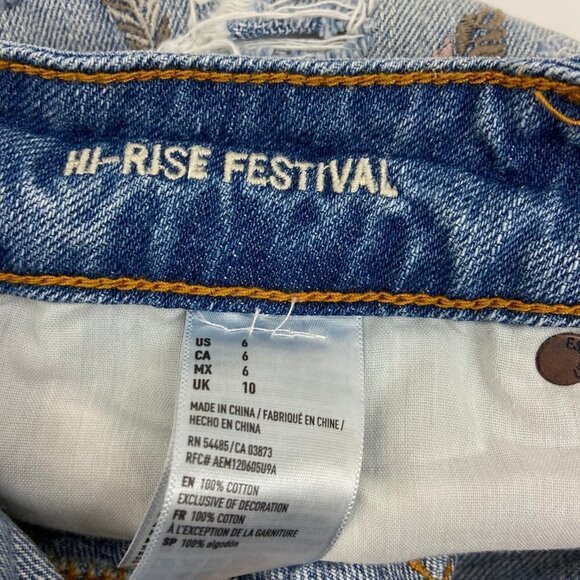 HI-RISE FESTIVAL
US 6
CA 6
MX 6
UK 10
MADE IN CHINA / FABRIQUÉ EN CHINE /
HECHO EN CHINA
RN 54485/CA 03873
RFC# AEM120605U9A
EN 100% COTTON
EXCLUSIVE OF DECORATION
FR 100% COTON
À L'EXCEPTION DE LA GARNITURE
SP 100% algodón